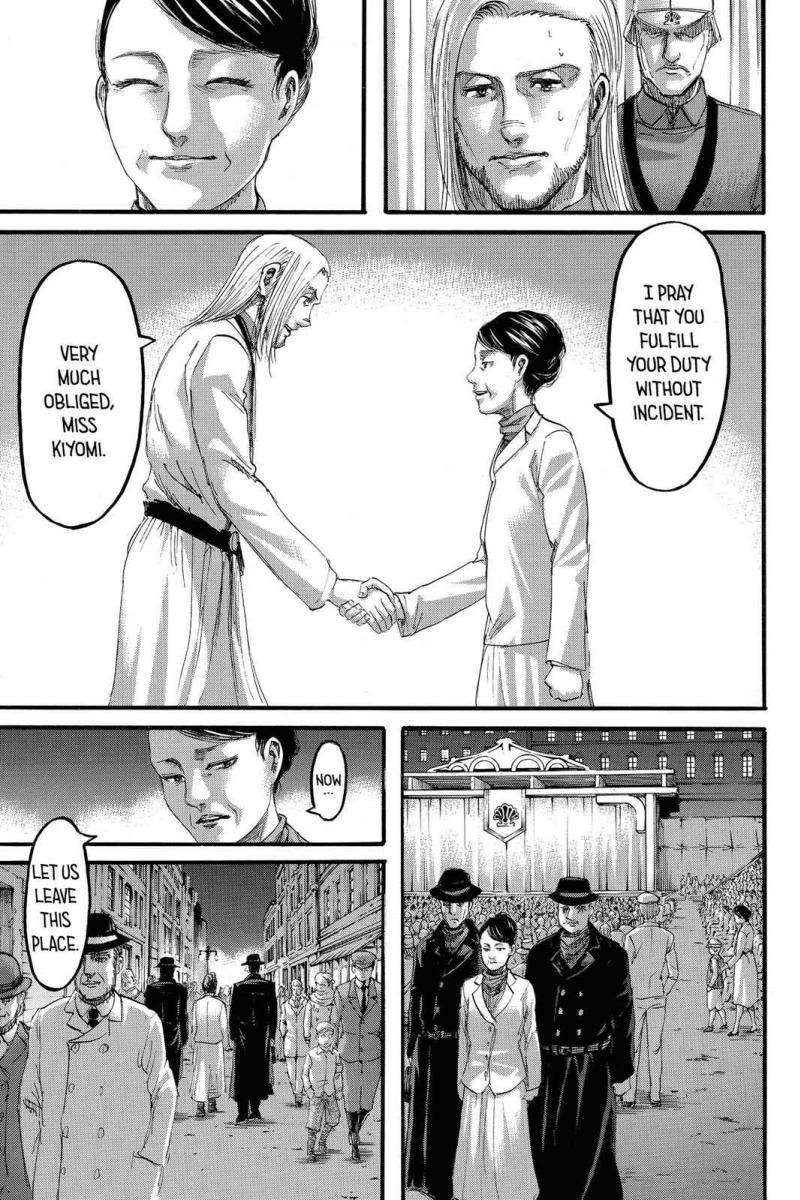 I PRAY
THAT YOU
FULFILL
YOUR DUTY
WITHOUT
INCIDENT.
VERY
MUCH
OBLIGED,
MISS
KIYOMI.
NOW
...
LET US
LEAVE
THIS
PLACE.